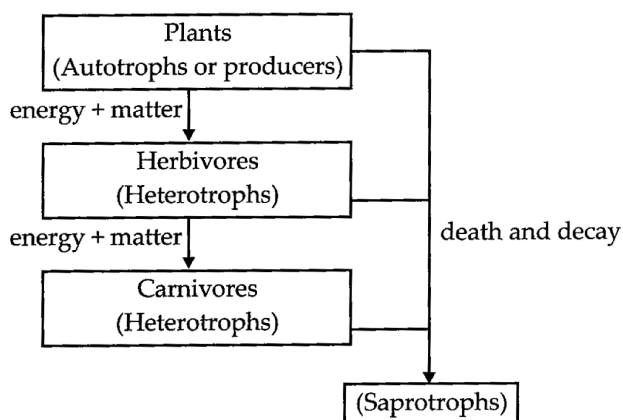 Plants
(Autotrophs or producers)
energy + matter
Herbivores
(Heterotrophs)
energy + matter
death and decay
Carnivores
(Heterotrophs)
(Saprotrophs)